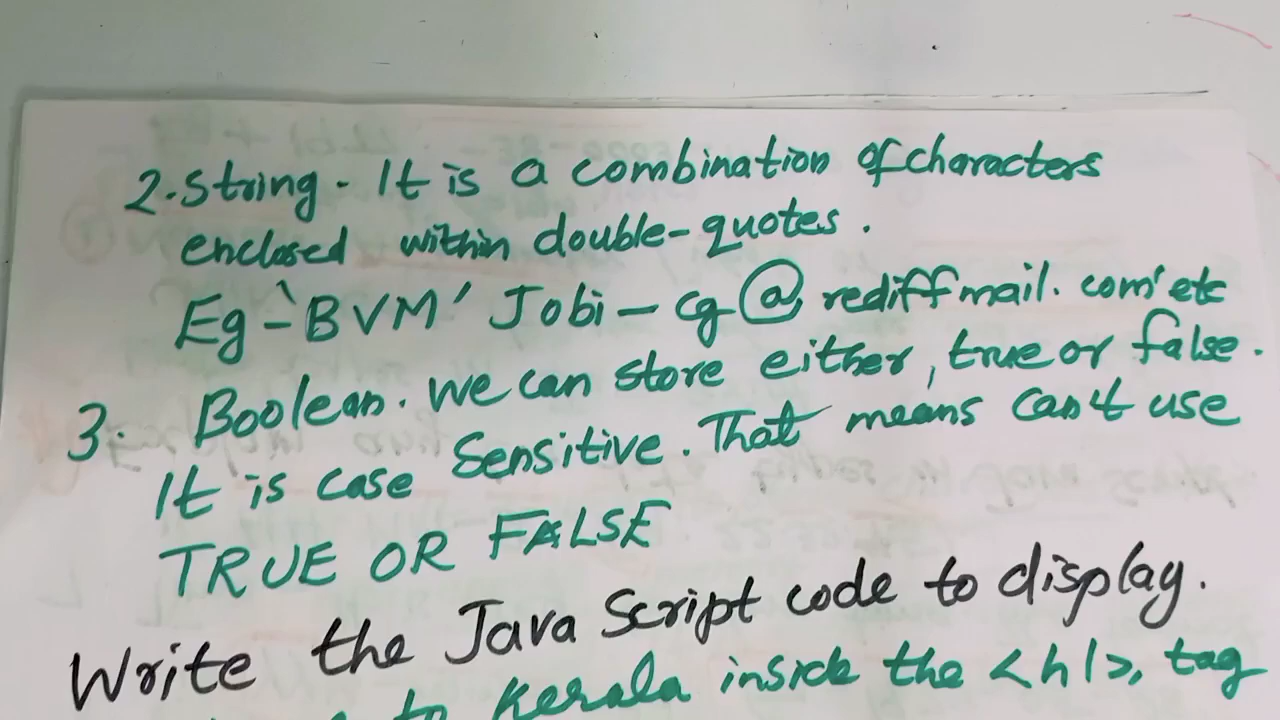 2. String - It is a combination of characters
enclosed within double-quotes.
Eg - 'BVM' Jobi - cg @ rediffmail. com' etc
3. Boolean. we can store either, true or false.
It is case Sensitive. That means can't use
TRUE OR FALSE
Write the Java Script code to display.
to Kerala inside the <h1>, tag